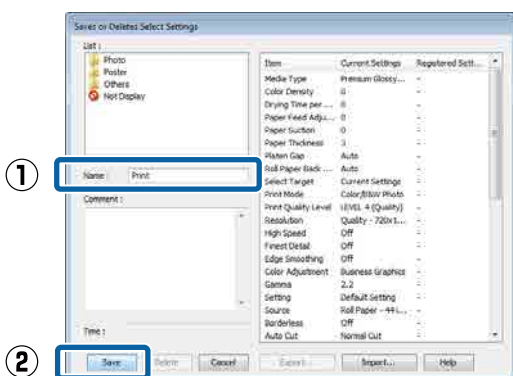 Saves or Deletes Select Settings
List :
Photo
Poster
Others
Not Display
① Name : Print
Comment :
Time :
② Save Delete Cancel Export... Import... Help
Item Current Settings Registered Sett...
Media Type Premium Glossy... -
Color Density 0 -
Drying Time per .... 0 -
Paper Feed Adju... 0 -
Paper Suction 0 -
Paper Thickness 3 -
Platen Gap Auto -
Roll Paper Back .... Auto -
Select Target Current Settings -
Print Mode Color/B&W Photo -
Print Quality Level LEVEL 4 (Quality) -
Resolution Quality - 720x1... -
High Speed Off -
Finest Detail Off -
Edge Smoothing Off -
Color Adjustment Business Graphics -
Gamma 2.2 -
Setting Default Setting -
Source Roll Paper - 44 i... -
Borderless Off -
Auto Cut Normal Cut -